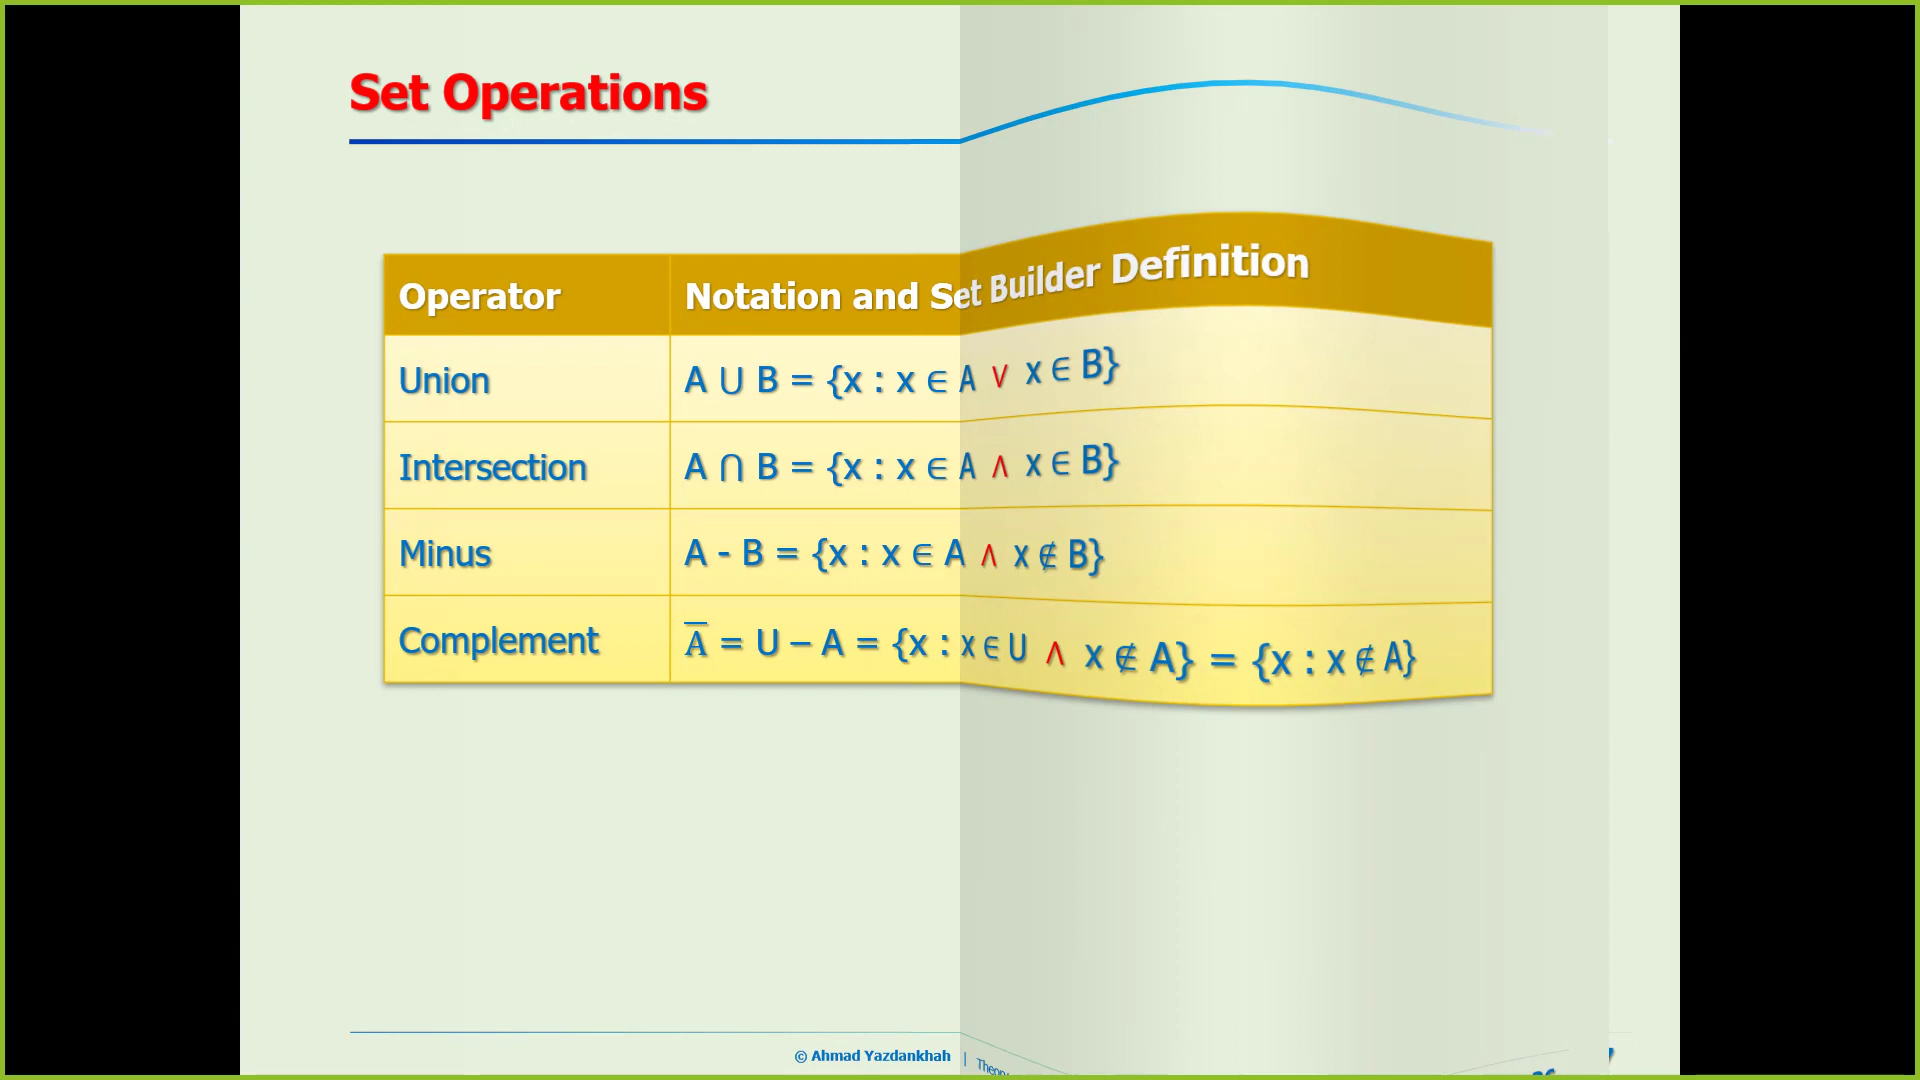 Set Operations
Operator Notation and Set Builder Definition
Union A ∪ B = {x : x ∈ A ∨ x ∈ B}
Intersection A ∩ B = {x : x ∈ A ∧ x ∈ B}
Minus A - B = {x : x ∈ A ∧ x ∉ B}
Complement A̅ = U – A = {x : x ∈ U ∧ x ∉ A} = {x : x ∉ A}
© Ahmad Yazdankhah |